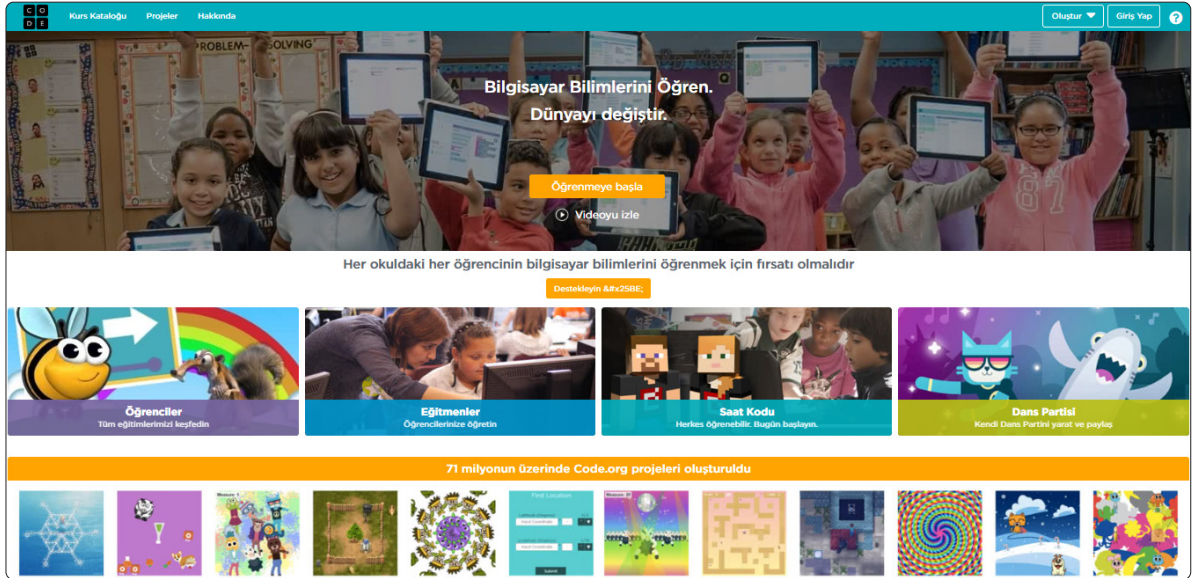 CO
DE
Kurs Kataloğu Projeler Hakkında Oluştur Giriş Yap ?
PROBLEM-SOLVING
Bilgisayar Bilimlerini Öğren.
Dünyayı değiştir.
Öğrenmeye başla
Videoyu izle
Her okuldaki her öğrencinin bilgisayar bilimlerini öğrenmek için fırsatı olmalıdır
Destekleyin &#x25BE;
Öğrenciler
Tüm eğitimlerimizi keşfedin
Eğitmenler
Öğrencilerinize öğretin
Saat Kodu
Herkes öğrenebilir. Bugün başlayın.
Dans Partisi
Kendi Dans Partini yarat ve paylaş
71 milyonun üzerinde Code.org projeleri oluşturuldu
Find Location
Submit